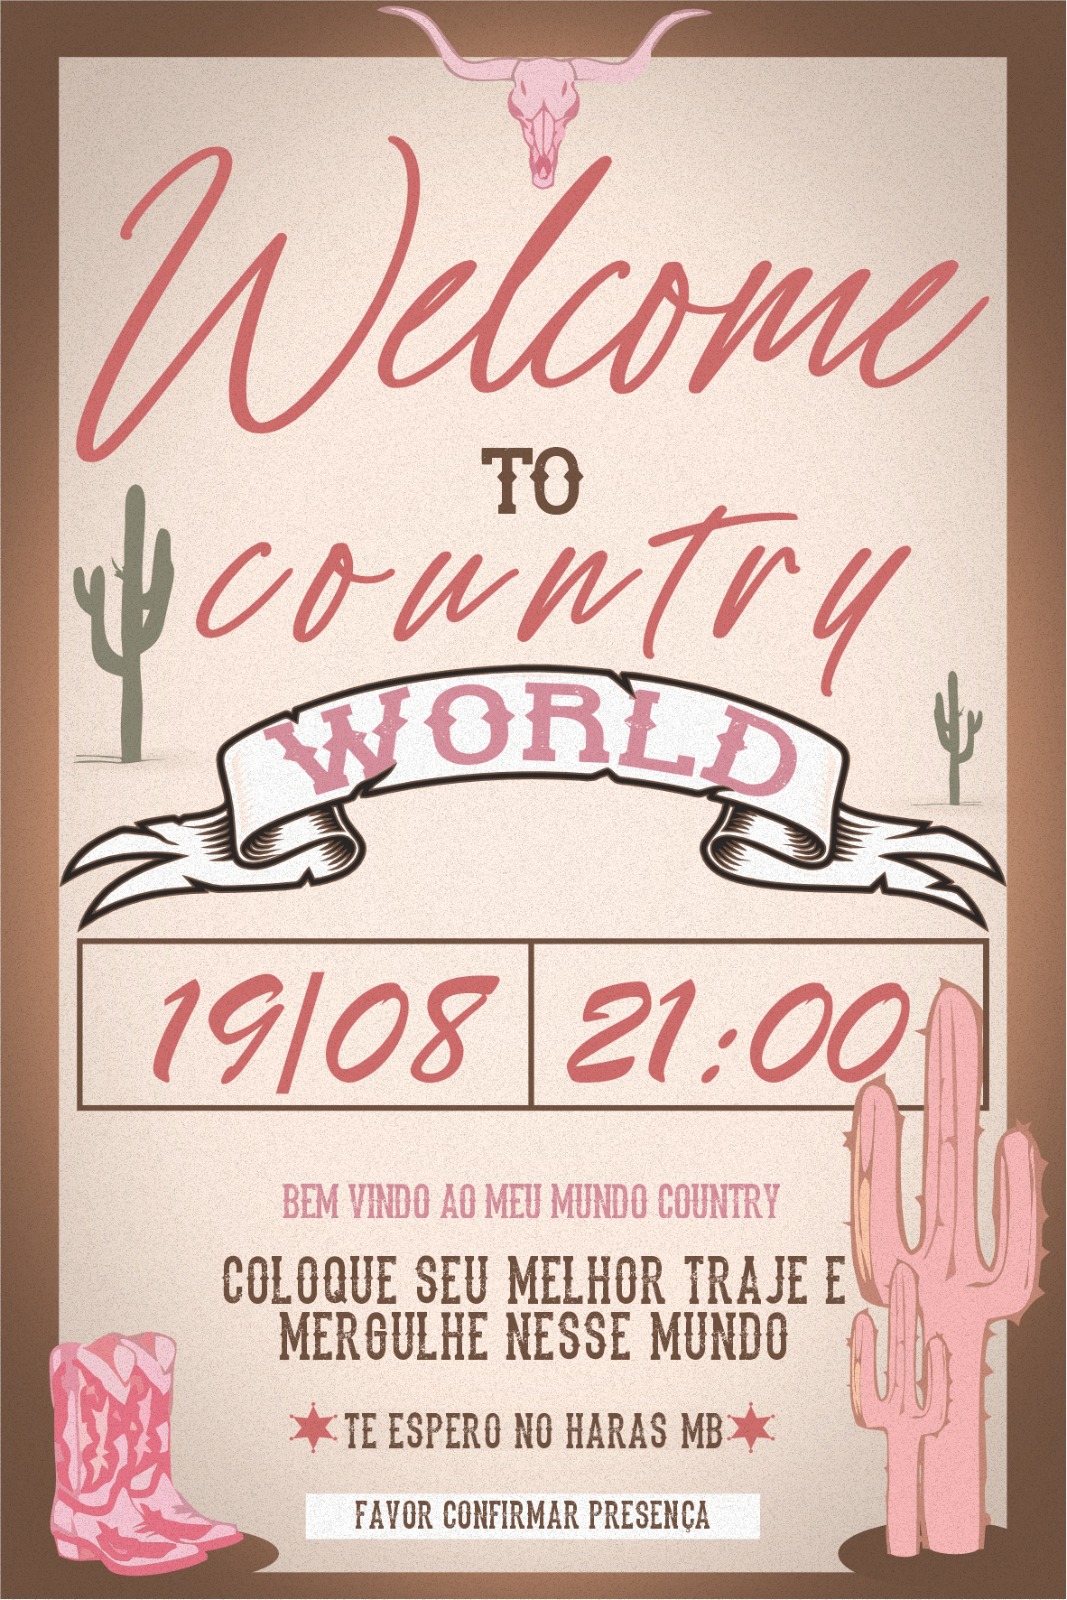 Welcome
TO
country
WORLD
19/08 21:00
BEM VINDO AO MEU MUNDO COUNTRY
COLOQUE SEU MELHOR TRAJE E
MERGULHE NESSE MUNDO
TE ESPERO NO HARAS MB
FAVOR CONFIRMAR PRESENÇA